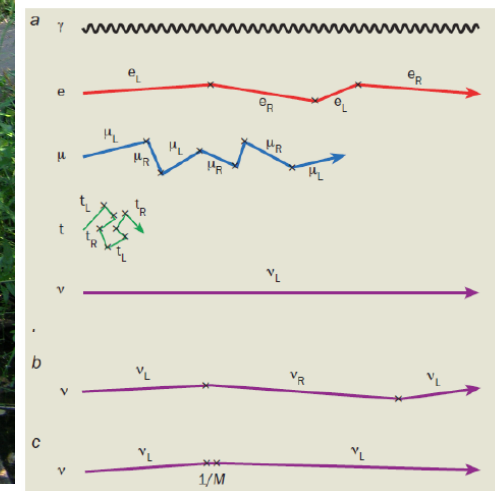 a γ
e_L
e e_R e_L e_R
μ_L μ_L μ_R
μ μ_R μ_R μ_L
t_L t_R
t t_R t_L
ν_L
ν
.
b ν_L ν_R ν_L
ν
c ν_L ν_L
ν
1/M